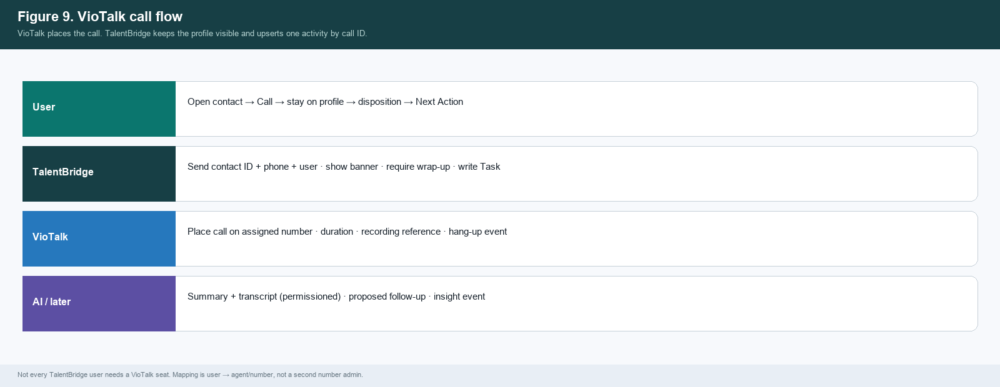 Figure 9. VioTalk call flow
VioTalk places the call. TalentBridge keeps the profile visible and upserts one activity by call ID.
User
Open contact → Call → stay on profile → disposition → Next Action
TalentBridge
Send contact ID + phone + user · show banner · require wrap-up · write Task
VioTalk
Place call on assigned number · duration · recording reference · hang-up event
AI / later
Summary + transcript (permissioned) · proposed follow-up · insight event
Not every TalentBridge user needs a VioTalk seat. Mapping is user → agent/number, not a second number admin.